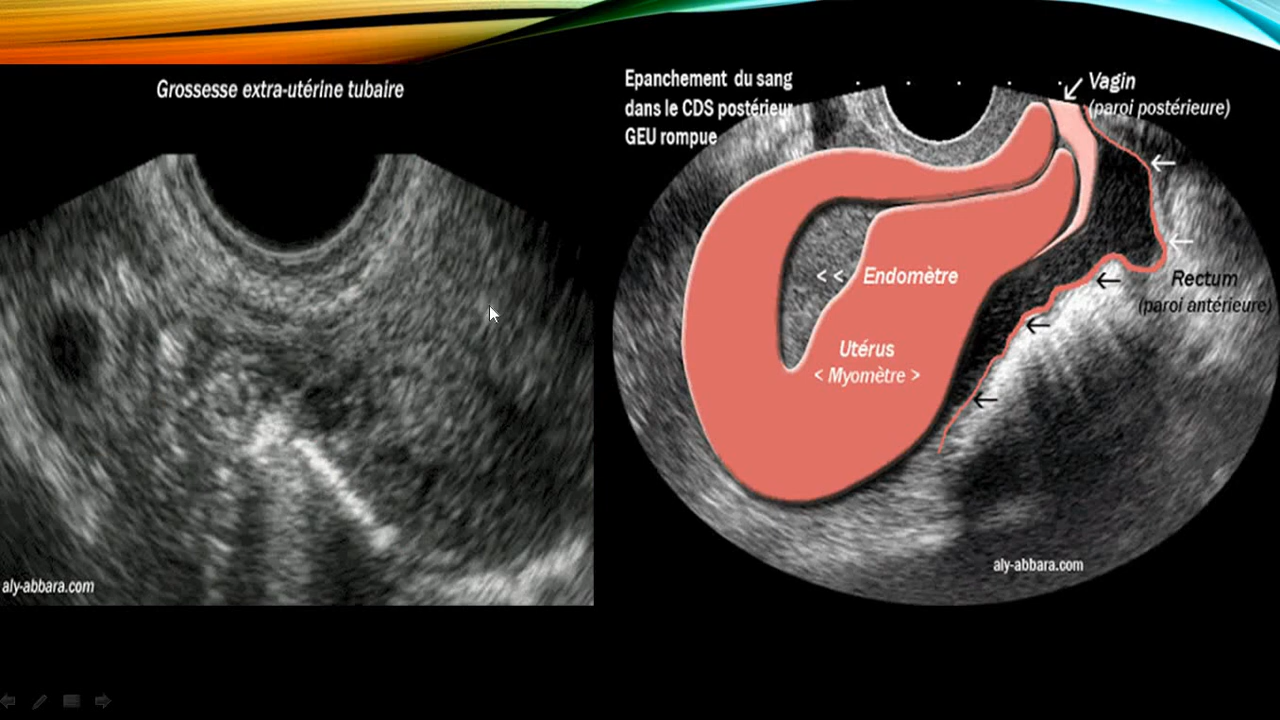 Grossesse extra-utérine tubaire
aly-abbara.com
Epanchement du sang
dans le CDS postérieur
GEU rompue
Vagin
(paroi postérieure)
< < Endomètre
Rectum
(paroi antérieure)
Utérus
< Myomètre >
aly-abbara.com